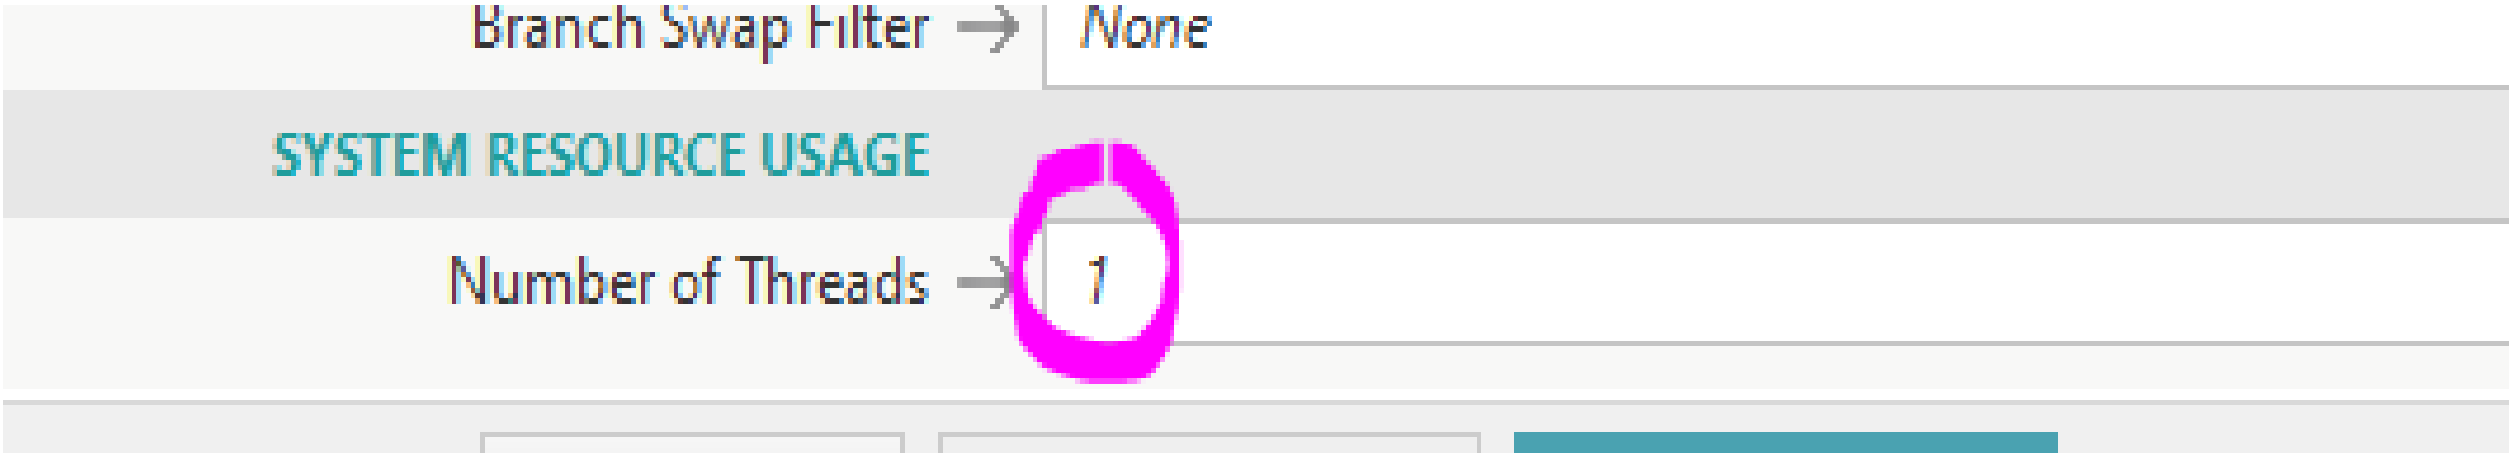 Branch Swap Filter → None
SYSTEM RESOURCE USAGE
Number of Threads → 1